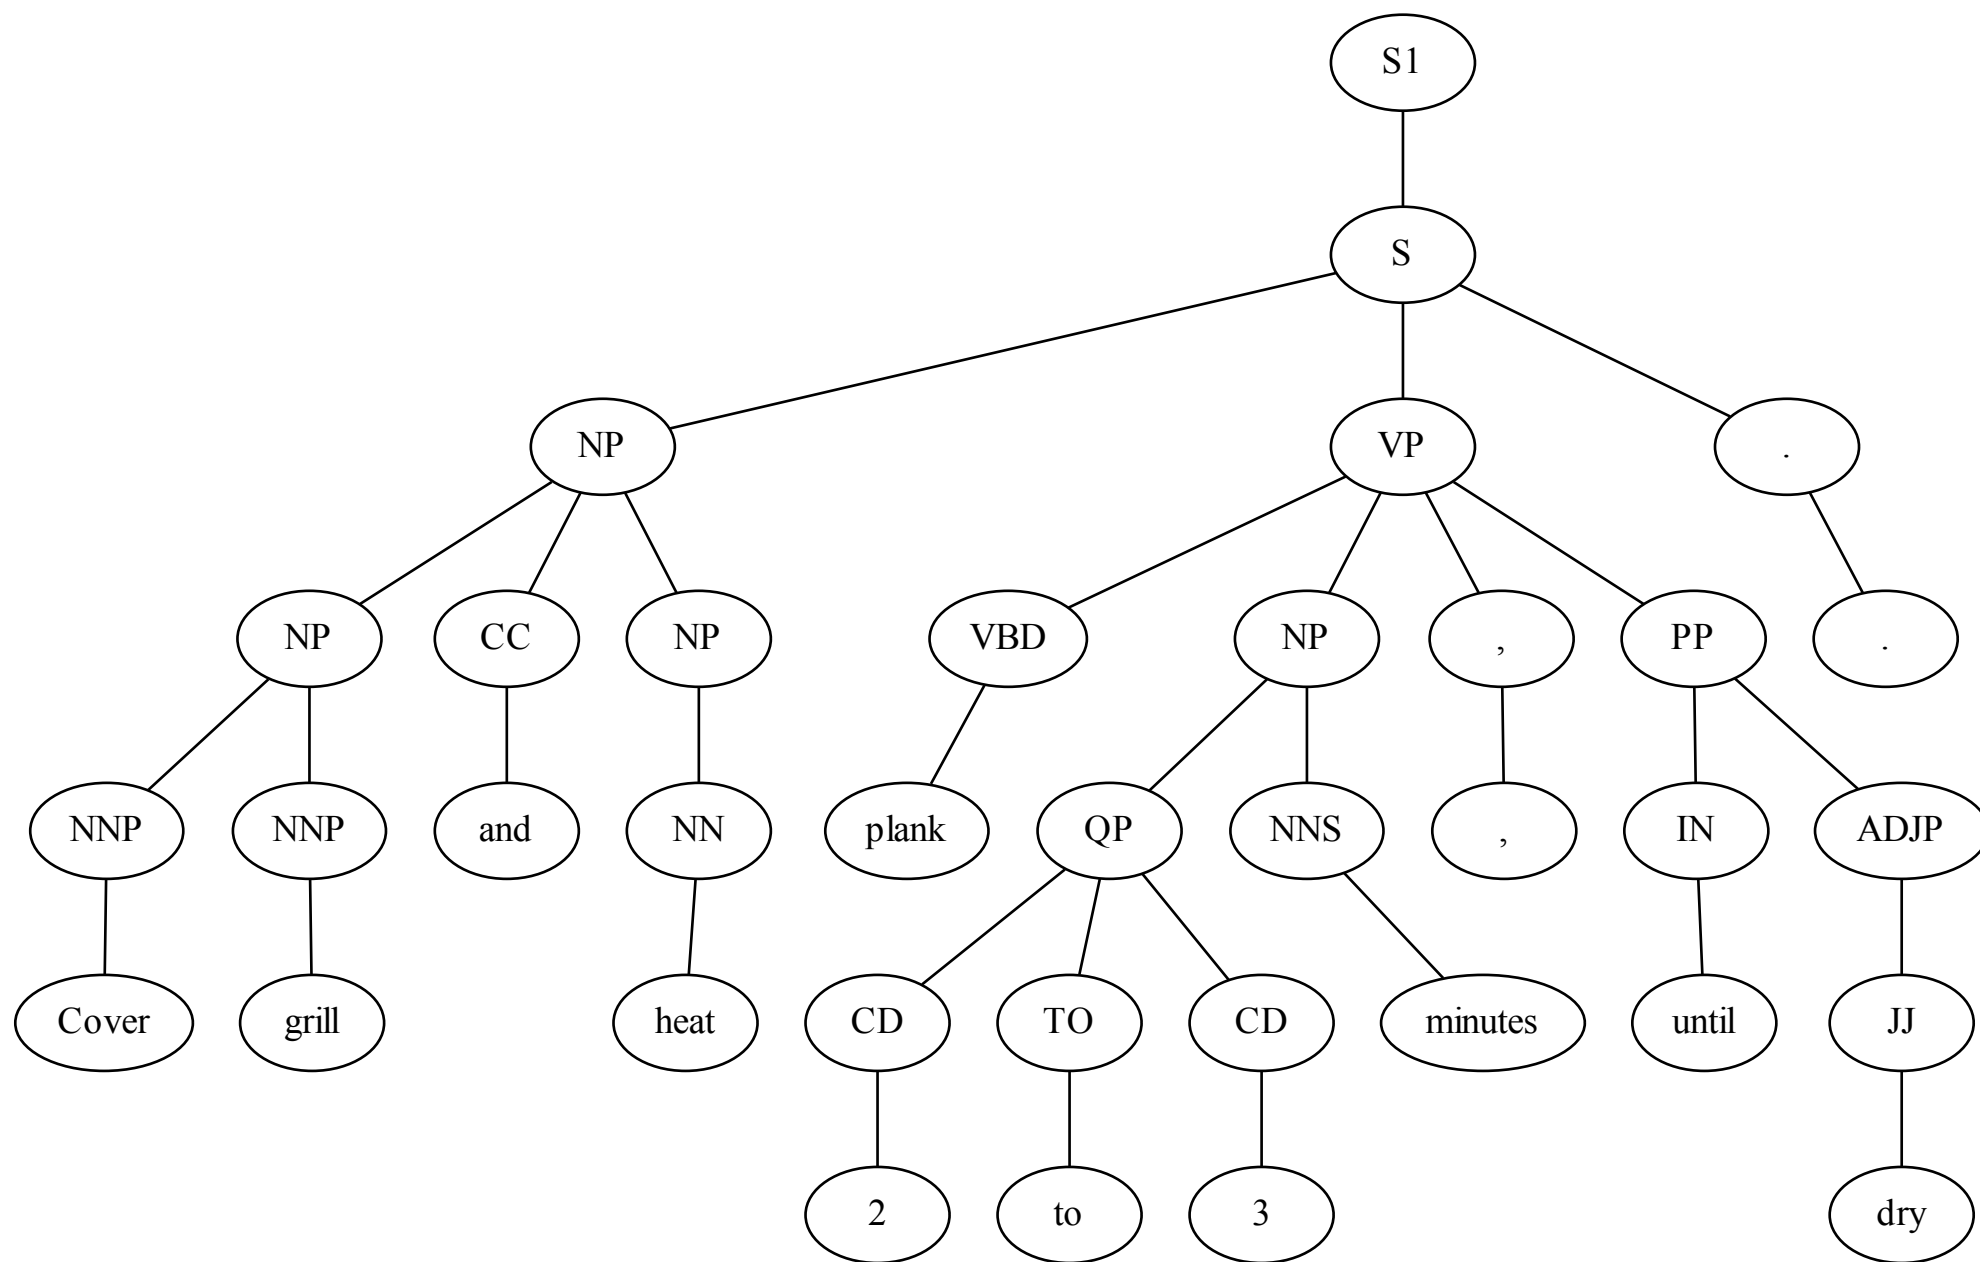 S1
S
NP VP .
NP CC NP VBD NP , PP .
NNP NNP and NN plank QP NNS , IN ADJP
Cover grill heat CD TO CD minutes until JJ
2 to 3 dry